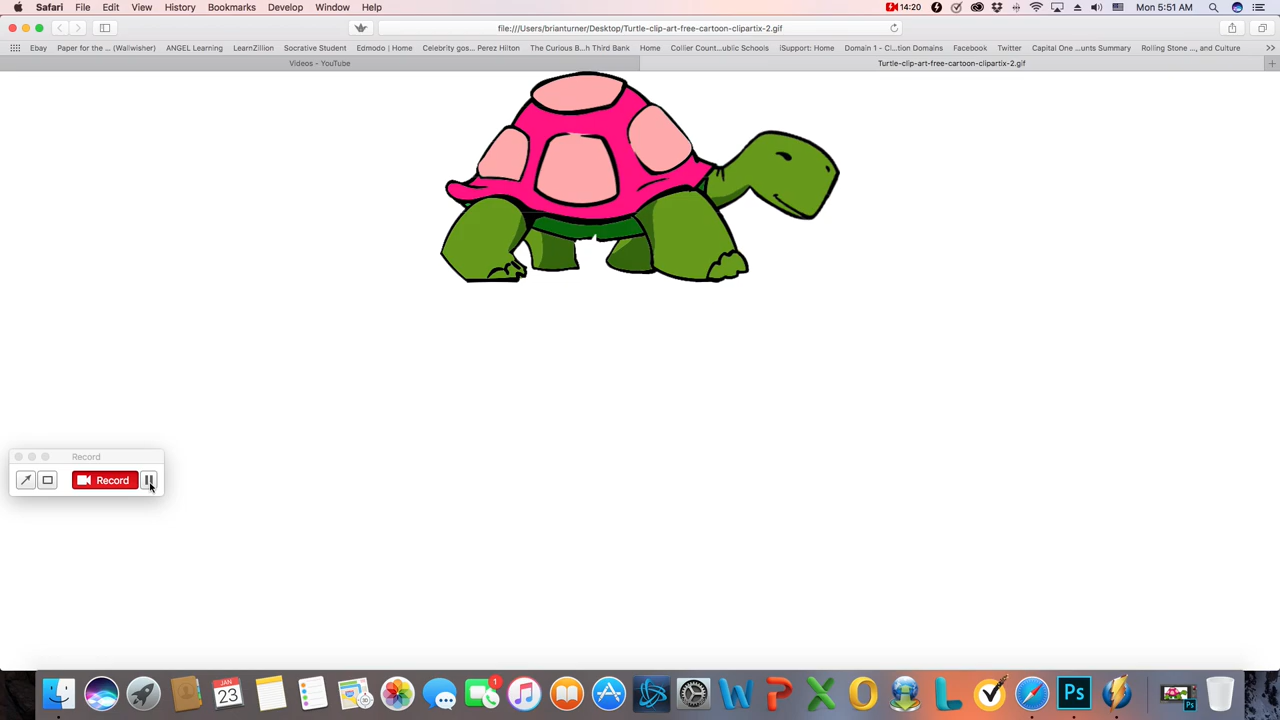 Safari File Edit View History Bookmarks Develop Window Help 14:20 Mon 5:51 AM
file:///Users/brianturner/Desktop/Turtle-clip-art-free-cartoon-clipartix-2.gif
Ebay Paper for the ... (Wallwisher) ANGEL Learning LearnZillion Socrative Student Edmodo | Home Celebrity gos...erez Hilton The Curious B...h Third Bank Home Collier Count...ublic Schools iSupport: Home Domain 1 - Cl...tion Domains Facebook Twitter Capital One ...unts Summary Rolling Stone ..., and Culture >>
Videos - YouTube Turtle-clip-art-free-cartoon-clipartix-2.gif +
Record
Record
JAN
23
1
W P X O L Ps
Ps